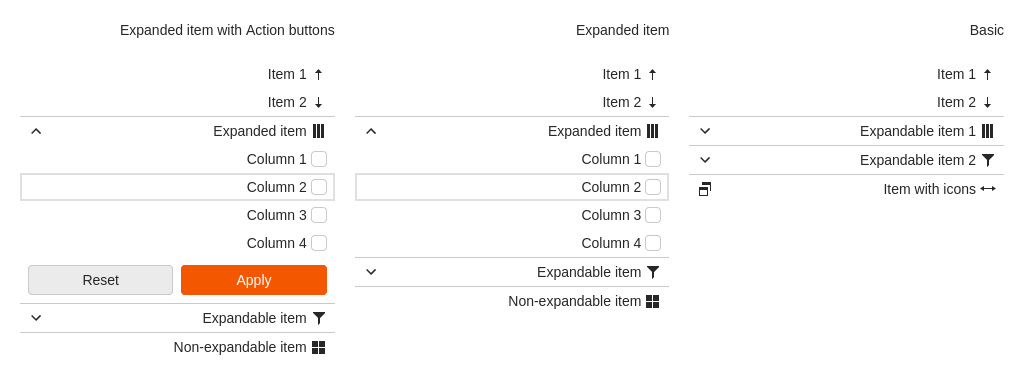 Expanded item with Action buttons
Item 1
Item 2
Expanded item
Column 1
Column 2
Column 3
Column 4
Reset
Apply
Expandable item
Non-expandable item
Expanded item
Item 1
Item 2
Expanded item
Column 1
Column 2
Column 3
Column 4
Expandable item
Non-expandable item
Basic
Item 1
Item 2
Expandable item 1
Expandable item 2
Item with icons